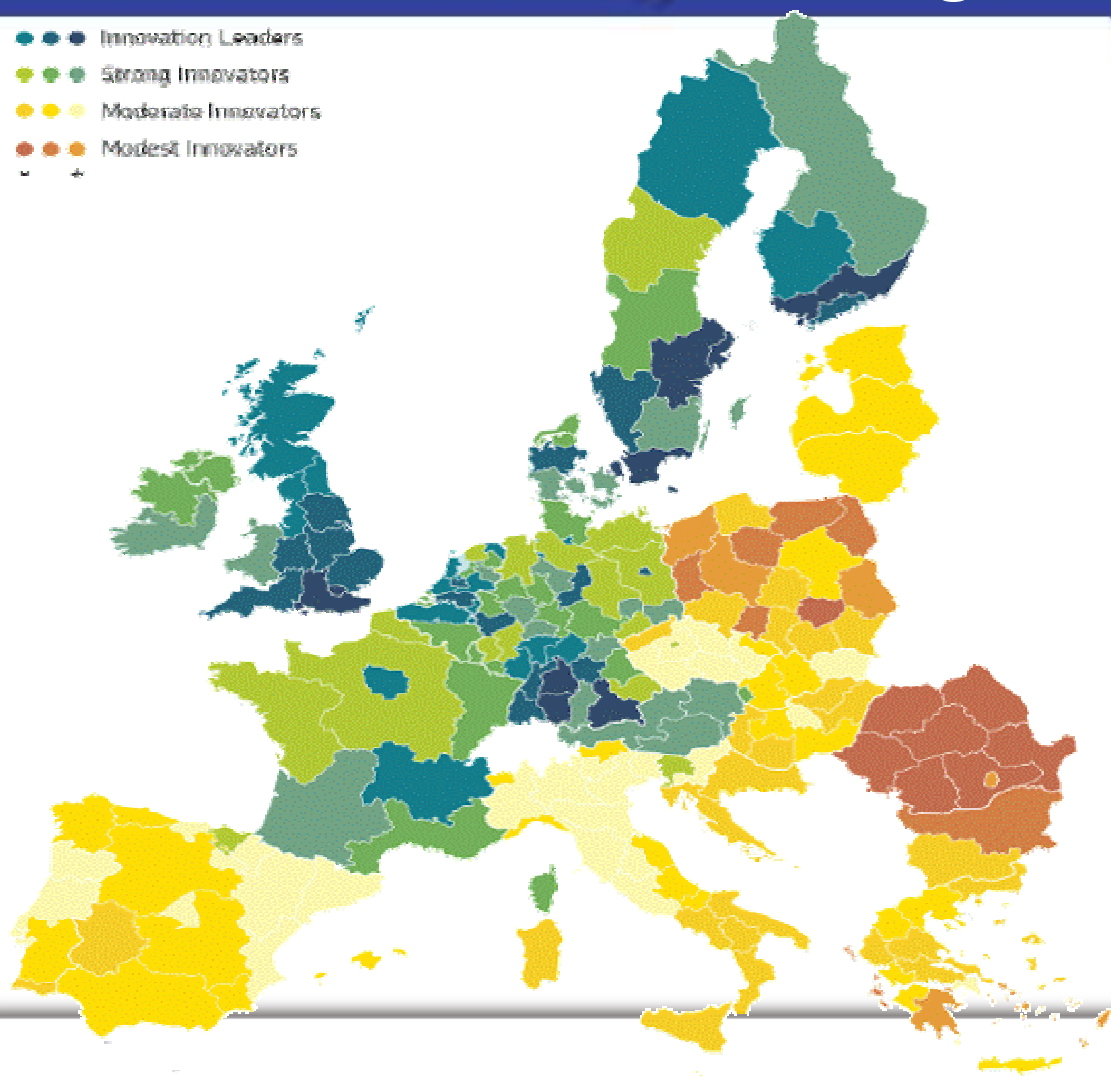 Innovation Leaders
Strong Innovators
Moderate Innovators
Modest Innovators
- +